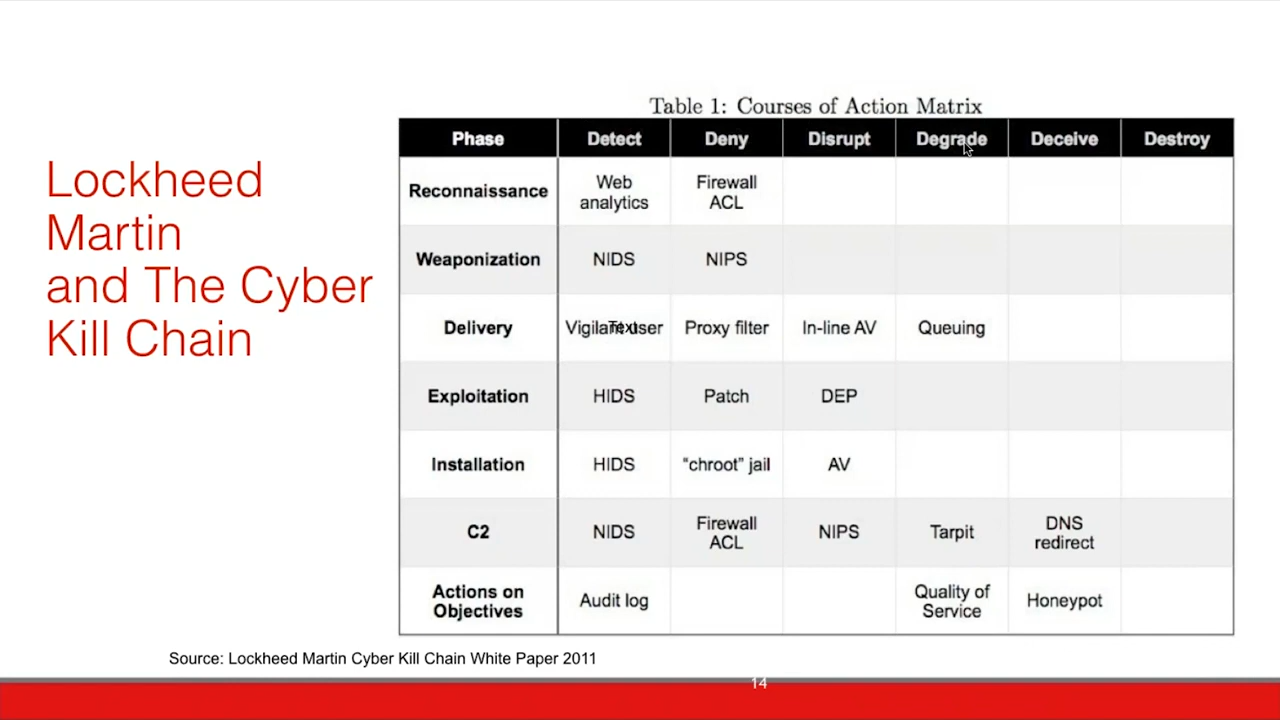 Lockheed
Martin
and The Cyber
Kill Chain
Table 1: Courses of Action Matrix
Phase Detect Deny Disrupt Degrade Deceive Destroy
Reconnaissance Web analytics Firewall ACL
Weaponization NIDS NIPS
Delivery Vigilant user Text Proxy filter In-line AV Queuing
Exploitation HIDS Patch DEP
Installation HIDS “chroot” jail AV
C2 NIDS Firewall ACL NIPS Tarpit DNS redirect
Actions on Objectives Audit log Quality of Service Honeypot
Source: Lockheed Martin Cyber Kill Chain White Paper 2011
14